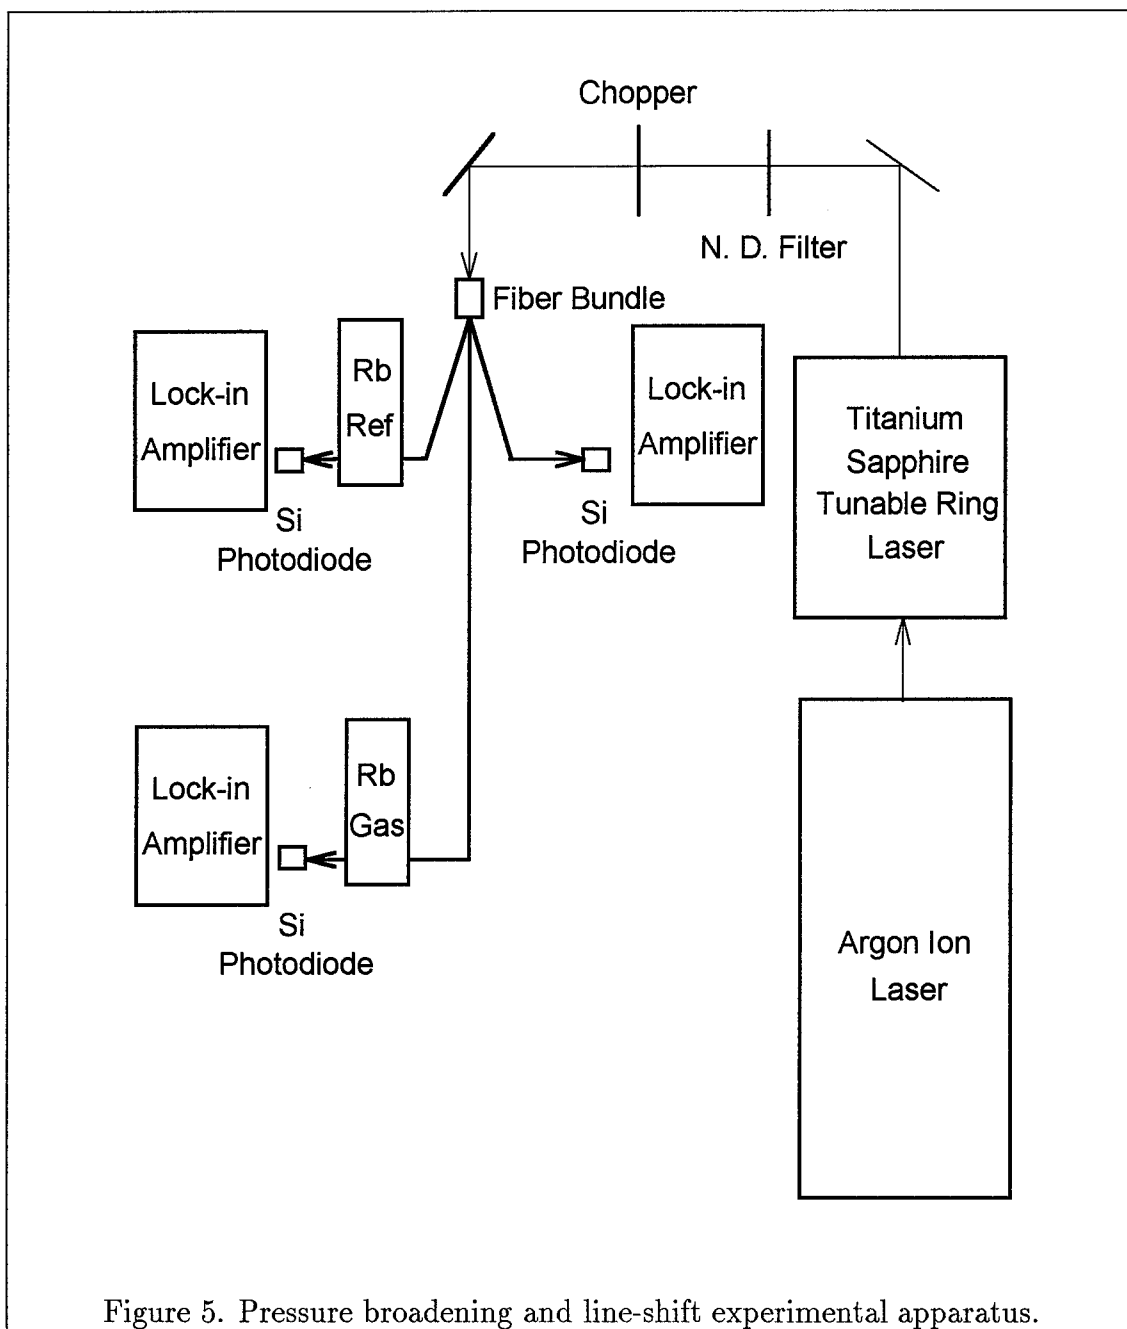 Chopper
N. D. Filter
Fiber Bundle
Lock-in
Amplifier
Rb
Ref
Si
Photodiode
Lock-in
Amplifier
Si
Photodiode
Titanium
Sapphire
Tunable Ring
Laser
Lock-in
Amplifier
Rb
Gas
Si
Photodiode
Argon Ion
Laser
Figure 5. Pressure broadening and line-shift experimental apparatus.